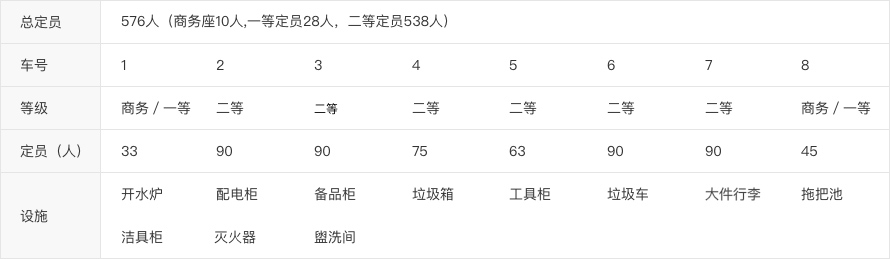 总定员 576人（商务座10人,一等定员28人，二等定员538人）
车号 1 2 3 4 5 6 7 8
等级 商务 / 一等 二等 二等 二等 二等 二等 二等 商务 / 一等
定员（人） 33 90 90 75 63 90 90 45
开水炉 配电柜 备品柜 垃圾箱 工具柜 垃圾车 大件行李 拖把池
设施
洁具柜 灭火器 盥洗间